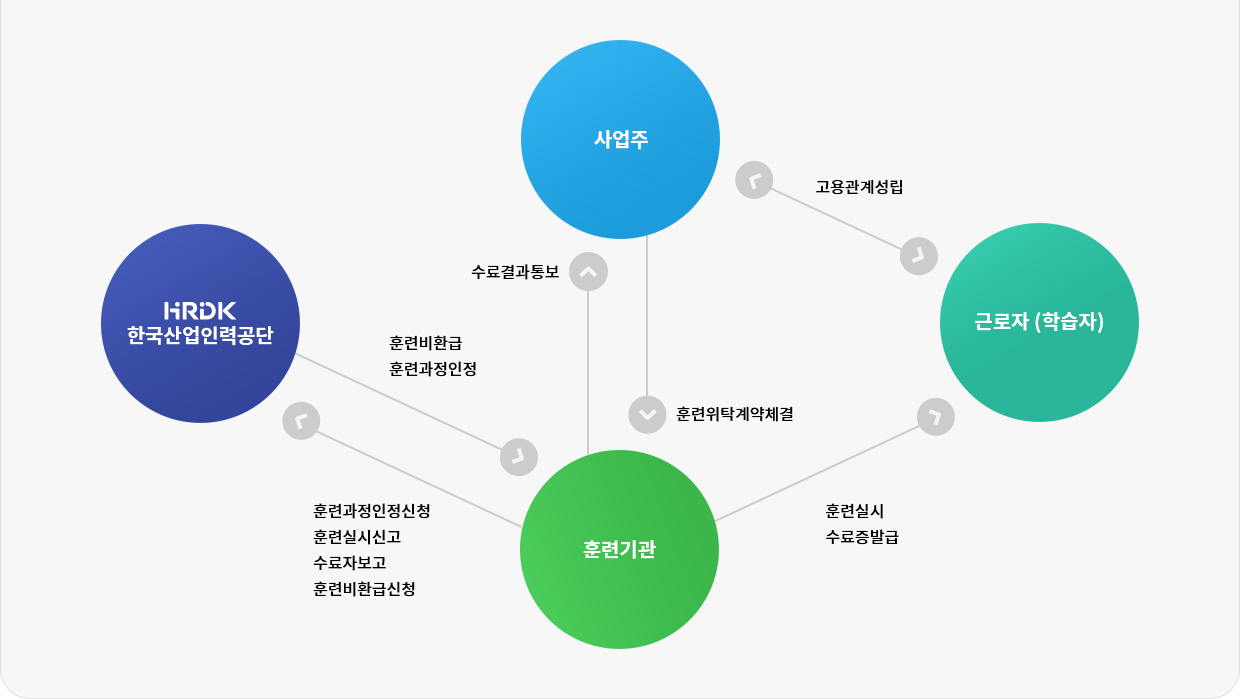 사업주
고용관계성립
수료결과통보
HRDK
한국산업인력공단
근로자 (학습자)
훈련비환급
훈련과정인정
훈련위탁계약체결
훈련과정인정신청
훈련실시신고
수료자보고
훈련비환급신청
훈련기관
훈련실시
수료증발급